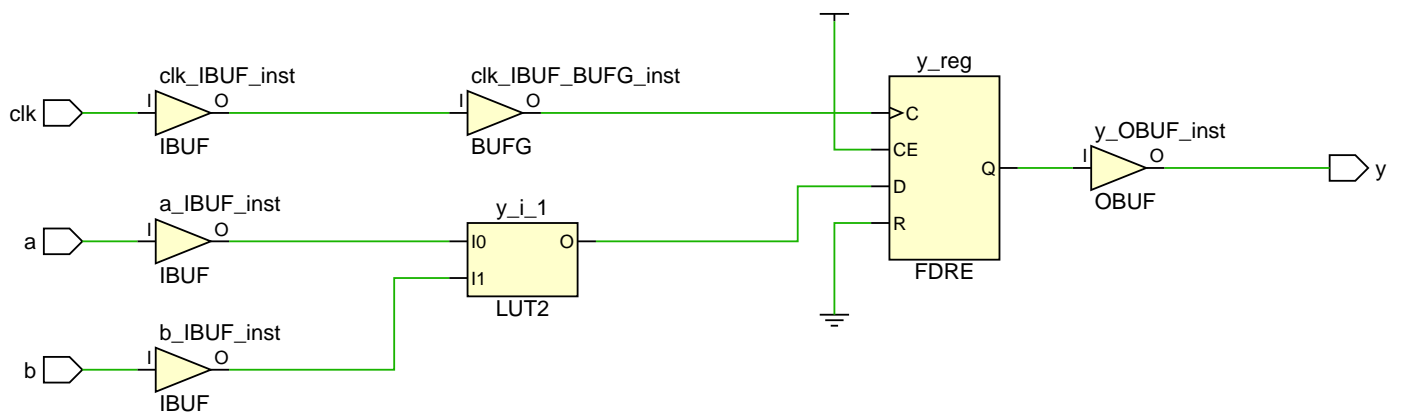 clk
clk_IBUF_inst
I
O
IBUF
clk_IBUF_BUFG_inst
I
O
BUFG
a
a_IBUF_inst
I
O
IBUF
b
b_IBUF_inst
I
O
IBUF
y_i_1
I0
I1
O
LUT2
y_reg
C
CE
D
R
Q
FDRE
y_OBUF_inst
I
O
OBUF
y